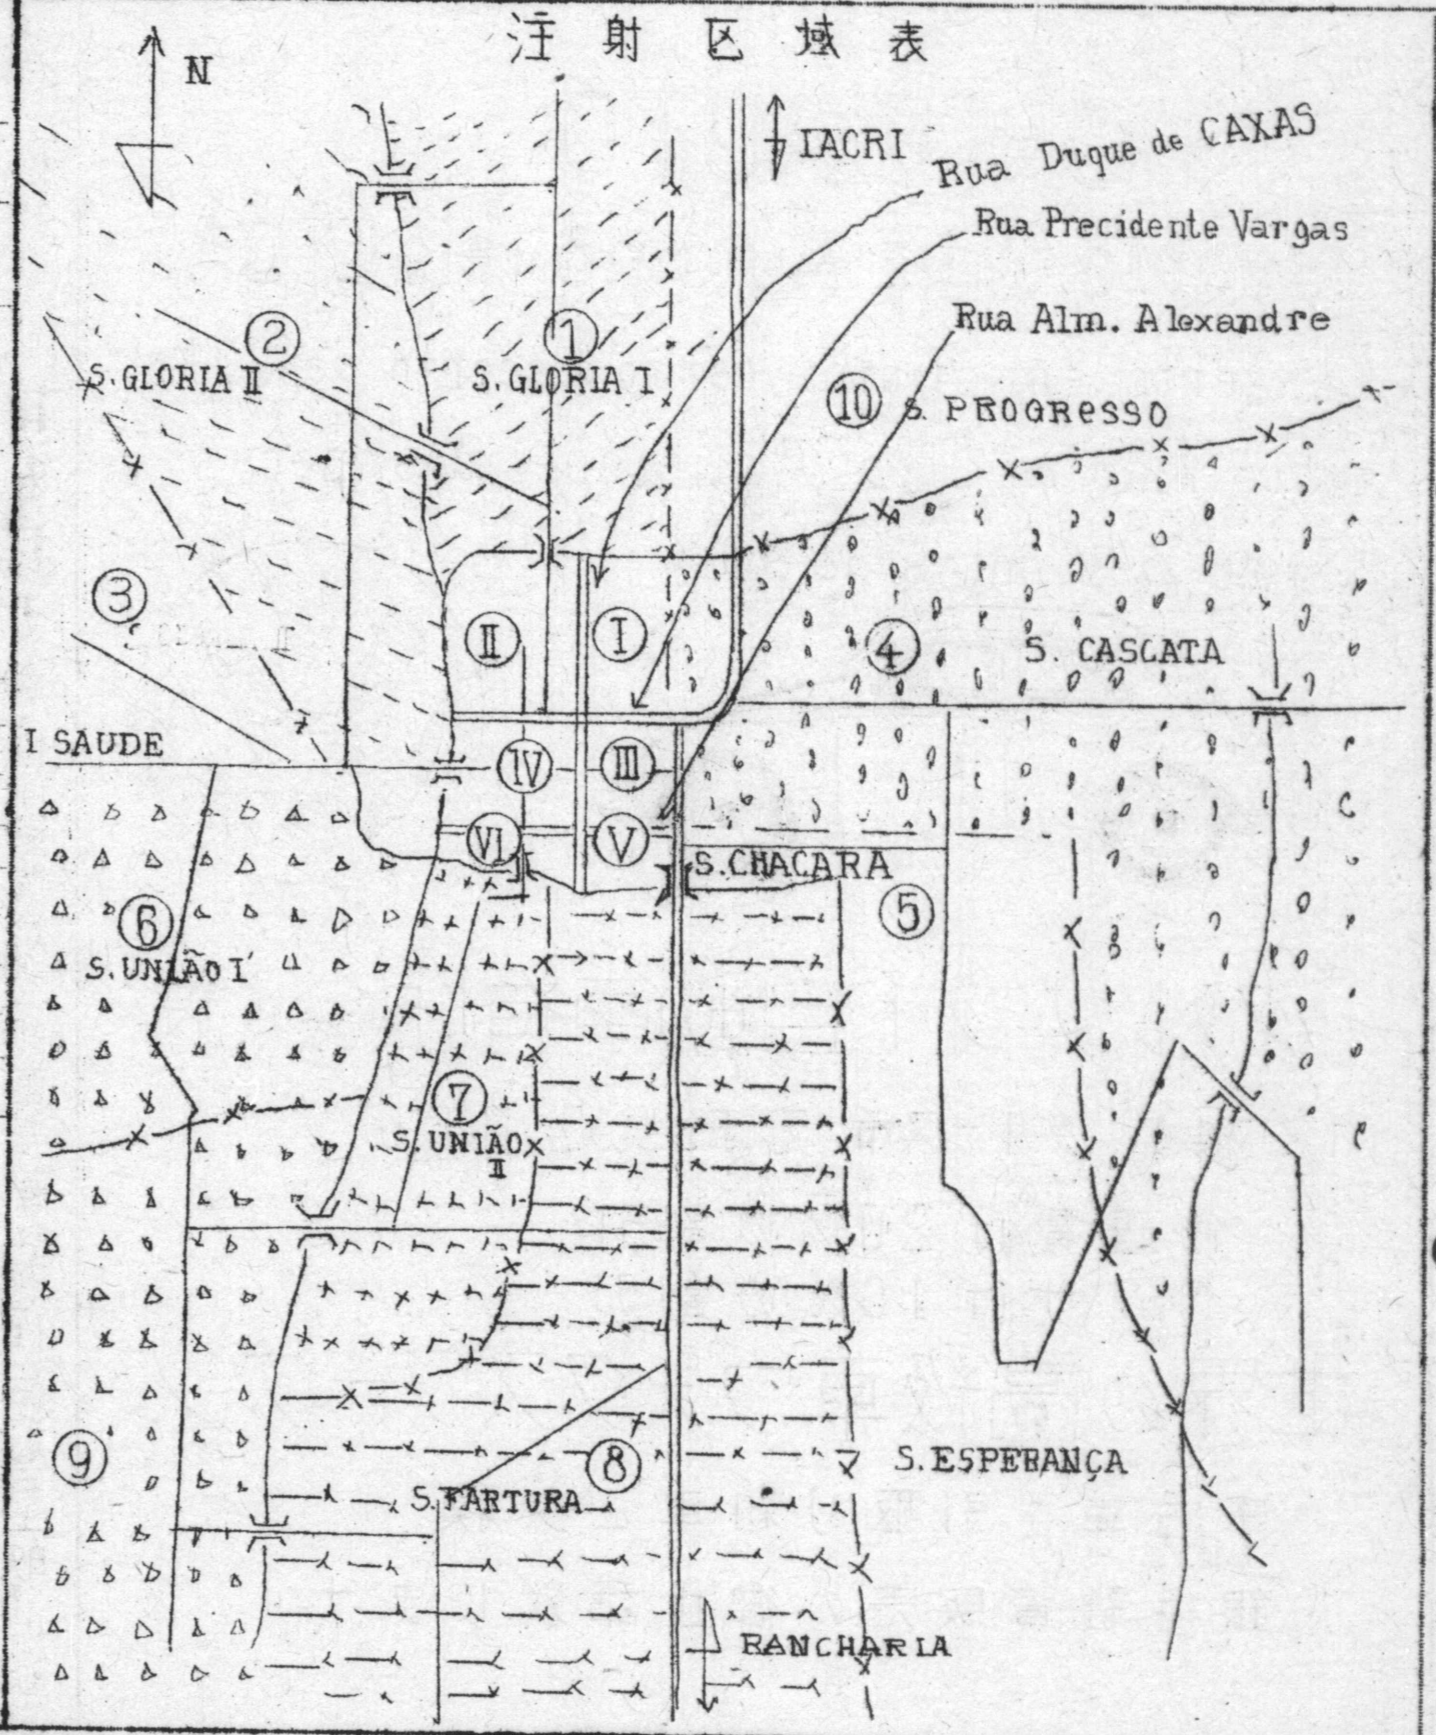 注射区域表
N
IACRI
Rua Duque de CAXAS
Rua Precidente Vargas
Rua Alm. Alexandre
② ①
S. GLORIA II
S. GLORIA I
⑩ S. PROGRESSO
③
II I
④ S. CASCATA
I SAUDE
IV III
VI V
S. CHACARA
⑥
⑤
S. UNIÃO I
⑦
S. UNIÃO
II
⑨ ⑧
S. ESPERANÇA
S. FARTURA
RANCHARIA